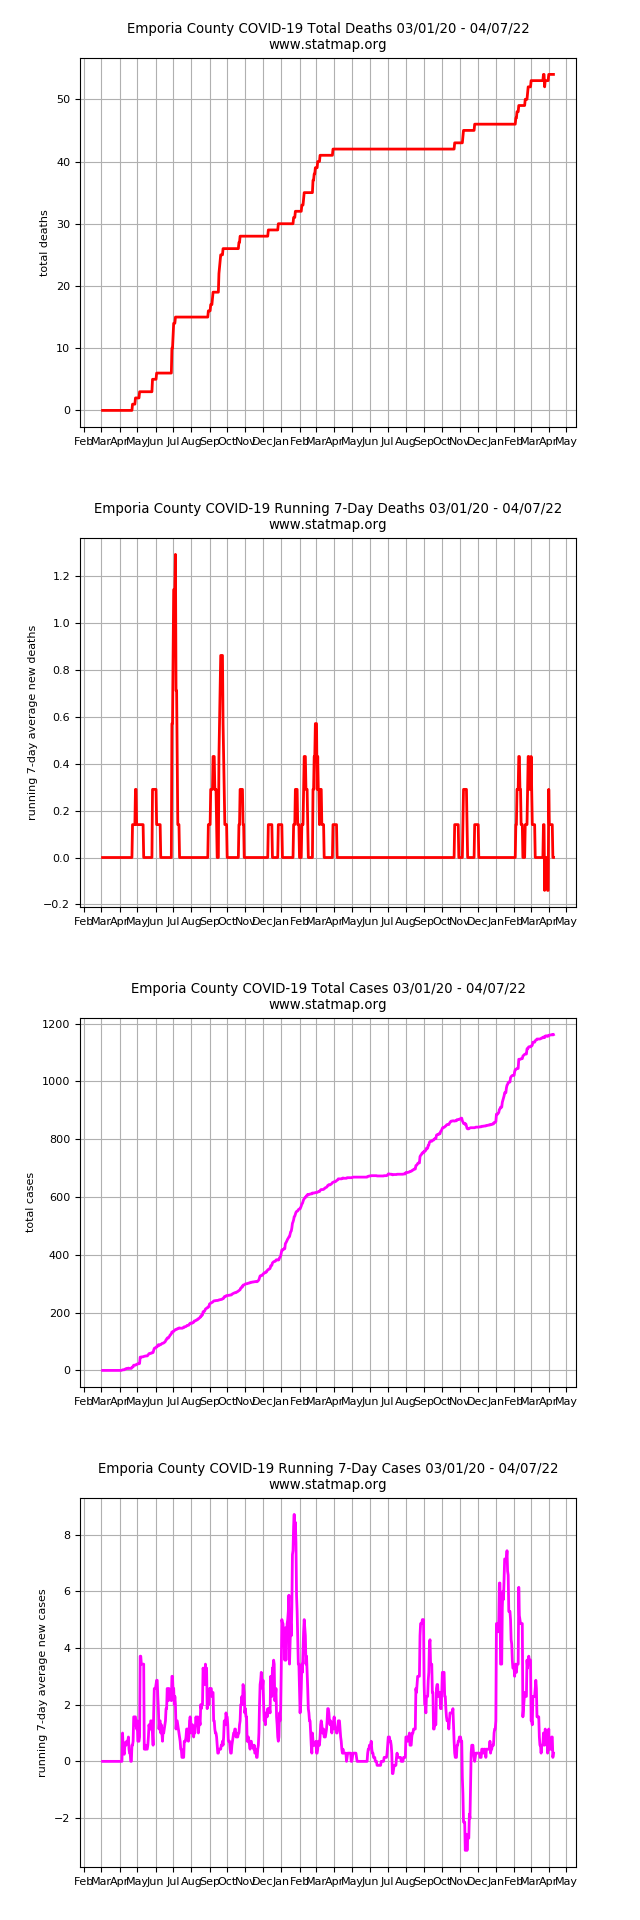 Emporia County COVID-19 Total Deaths 03/01/20 - 04/07/22
www.statmap.org
total deaths
50
40
30
20
10
0
Feb Mar Apr May Jun Jul Aug Sep Oct Nov Dec Jan Feb Mar Apr May Jun Jul Aug Sep Oct Nov Dec Jan Feb Mar Apr May
Emporia County COVID-19 Running 7-Day Deaths 03/01/20 - 04/07/22
www.statmap.org
running 7-day average new deaths
1.2
1.0
0.8
0.6
0.4
0.2
0.0
−0.2
Feb Mar Apr May Jun Jul Aug Sep Oct Nov Dec Jan Feb Mar Apr May Jun Jul Aug Sep Oct Nov Dec Jan Feb Mar Apr May
Emporia County COVID-19 Total Cases 03/01/20 - 04/07/22
www.statmap.org
total cases
1200
1000
800
600
400
200
0
Feb Mar Apr May Jun Jul Aug Sep Oct Nov Dec Jan Feb Mar Apr May Jun Jul Aug Sep Oct Nov Dec Jan Feb Mar Apr May
Emporia County COVID-19 Running 7-Day Cases 03/01/20 - 04/07/22
www.statmap.org
running 7-day average new cases
8
6
4
2
0
−2
Feb Mar Apr May Jun Jul Aug Sep Oct Nov Dec Jan Feb Mar Apr May Jun Jul Aug Sep Oct Nov Dec Jan Feb Mar Apr May